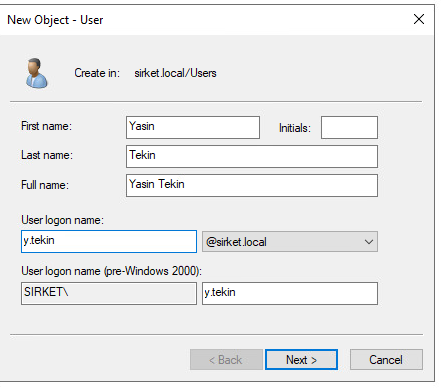 New Object - User
Create in: sirket.local/Users
First name: Yasin Initials:
Last name: Tekin
Full name: Yasin Tekin
User logon name:
y.tekin @sirket.local
User logon name (pre-Windows 2000):
SIRKET\ y.tekin
< Back Next > Cancel